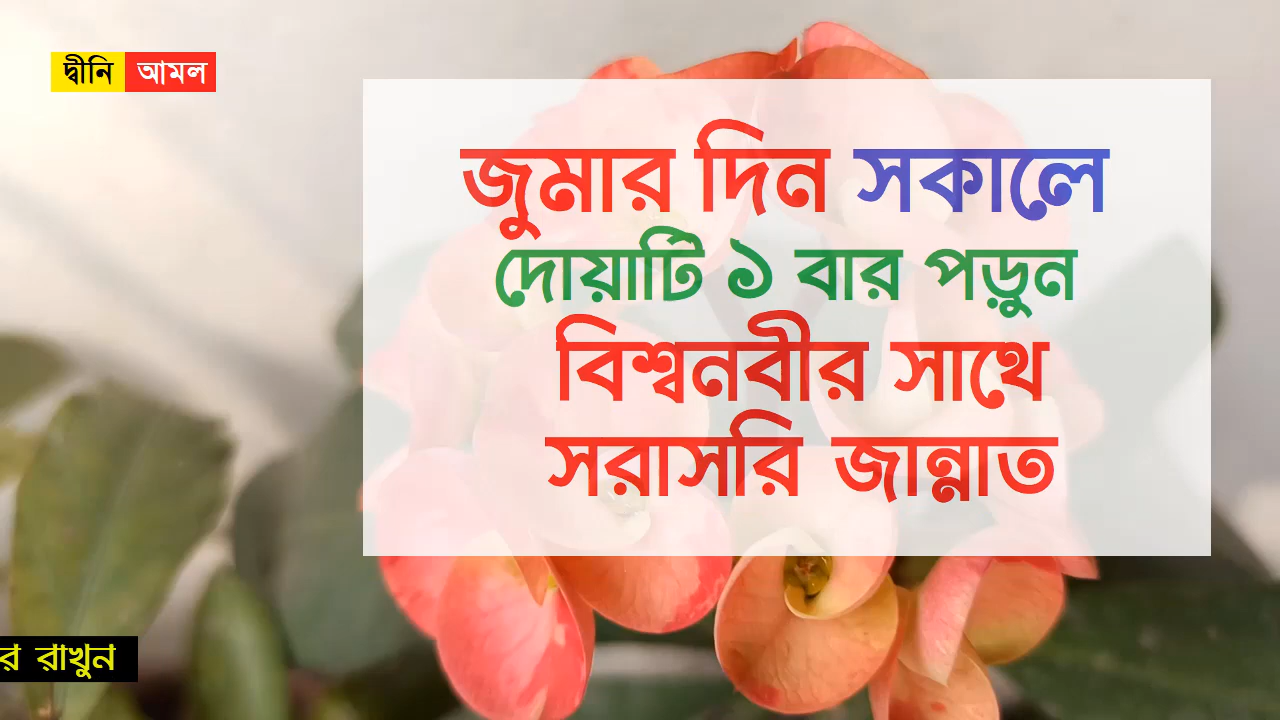 দ্বীনি আমল
জুমার দিন সকালে
দোয়াটি ১ বার পড়ুন
বিশ্বনবীর সাথে
সরাসরি জান্নাত
র রাখুন